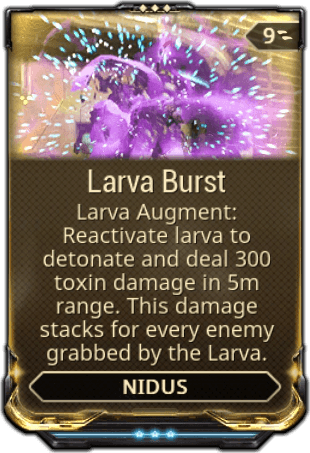 9
Larva Burst
Larva Augment:
Reactivate larva to
detonate and deal 300
toxin damage in 5m
range. This damage
stacks for every enemy
grabbed by the Larva.
NIDUS